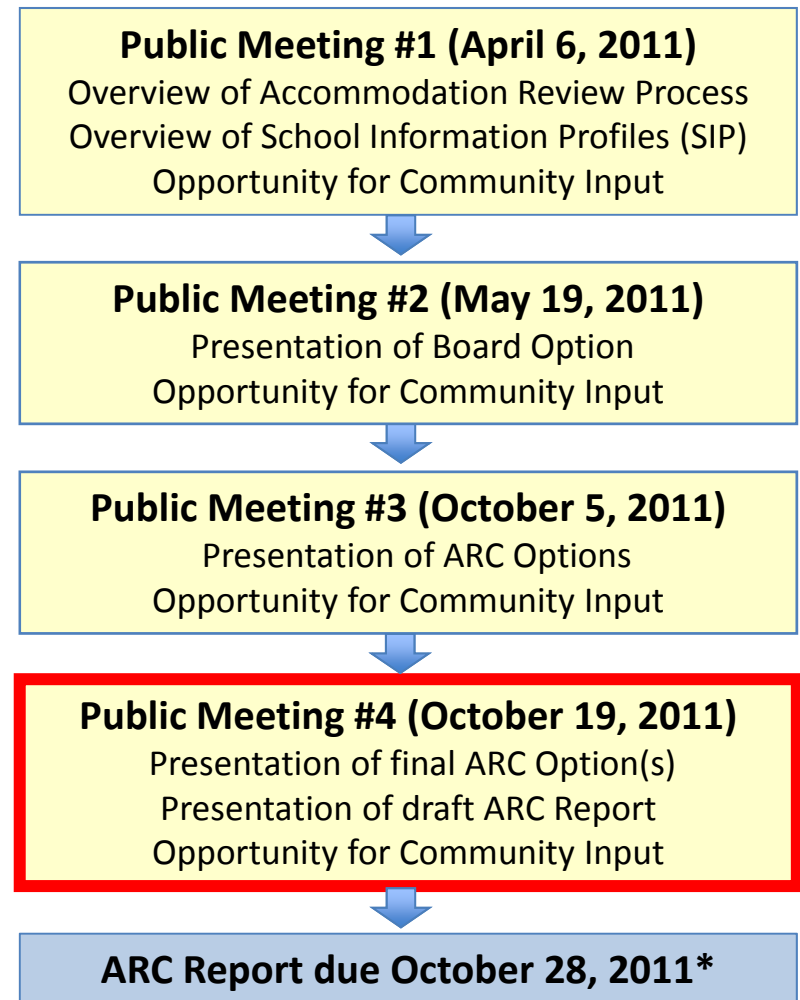 Public Meeting #1 (April 6, 2011)
Overview of Accommodation Review Process
Overview of School Information Profiles (SIP)
Opportunity for Community Input
Public Meeting #2 (May 19, 2011)
Presentation of Board Option
Opportunity for Community Input
Public Meeting #3 (October 5, 2011)
Presentation of ARC Options
Opportunity for Community Input
Public Meeting #4 (October 19, 2011)
Presentation of final ARC Option(s)
Presentation of draft ARC Report
Opportunity for Community Input
ARC Report due October 28, 2011*